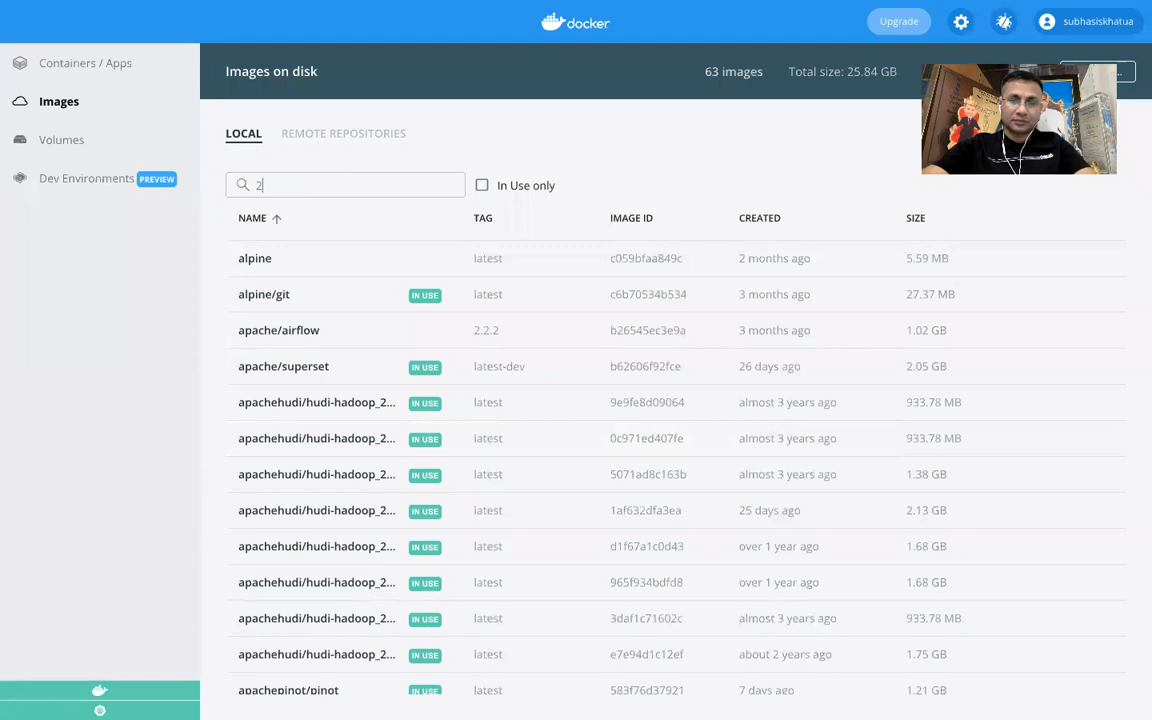 docker
Upgrade
subhasiskhatua
Containers / Apps
Images
Volumes
Dev Environments PREVIEW
Images on disk
63 images
Total size: 25.84 GB
...
LOCAL
REMOTE REPOSITORIES
2
In Use only
NAME TAG IMAGE ID CREATED SIZE
alpine latest c059bfaa849c 2 months ago 5.59 MB
alpine/git IN USE latest c6b70534b534 3 months ago 27.37 MB
apache/airflow 2.2.2 b26545ec3e9a 3 months ago 1.02 GB
apache/superset IN USE latest-dev b62606f92fce 26 days ago 2.05 GB
apachehudi/hudi-hadoop_2... IN USE latest 9e9fe8d09064 almost 3 years ago 933.78 MB
apachehudi/hudi-hadoop_2... IN USE latest 0c971ed407fe almost 3 years ago 933.78 MB
apachehudi/hudi-hadoop_2... IN USE latest 5071ad8c163b almost 3 years ago 1.38 GB
apachehudi/hudi-hadoop_2... IN USE latest 1af632dfa3ea 25 days ago 2.13 GB
apachehudi/hudi-hadoop_2... IN USE latest d1f67a1c0d43 over 1 year ago 1.68 GB
apachehudi/hudi-hadoop_2... IN USE latest 965f934bdfd8 over 1 year ago 1.68 GB
apachehudi/hudi-hadoop_2... IN USE latest 3daf1c71602c almost 3 years ago 933.78 MB
apachehudi/hudi-hadoop_2... IN USE latest e7e94d1c12ef about 2 years ago 1.75 GB
apachepinot/pinot IN USE latest 583f76d37921 7 days ago 1.21 GB